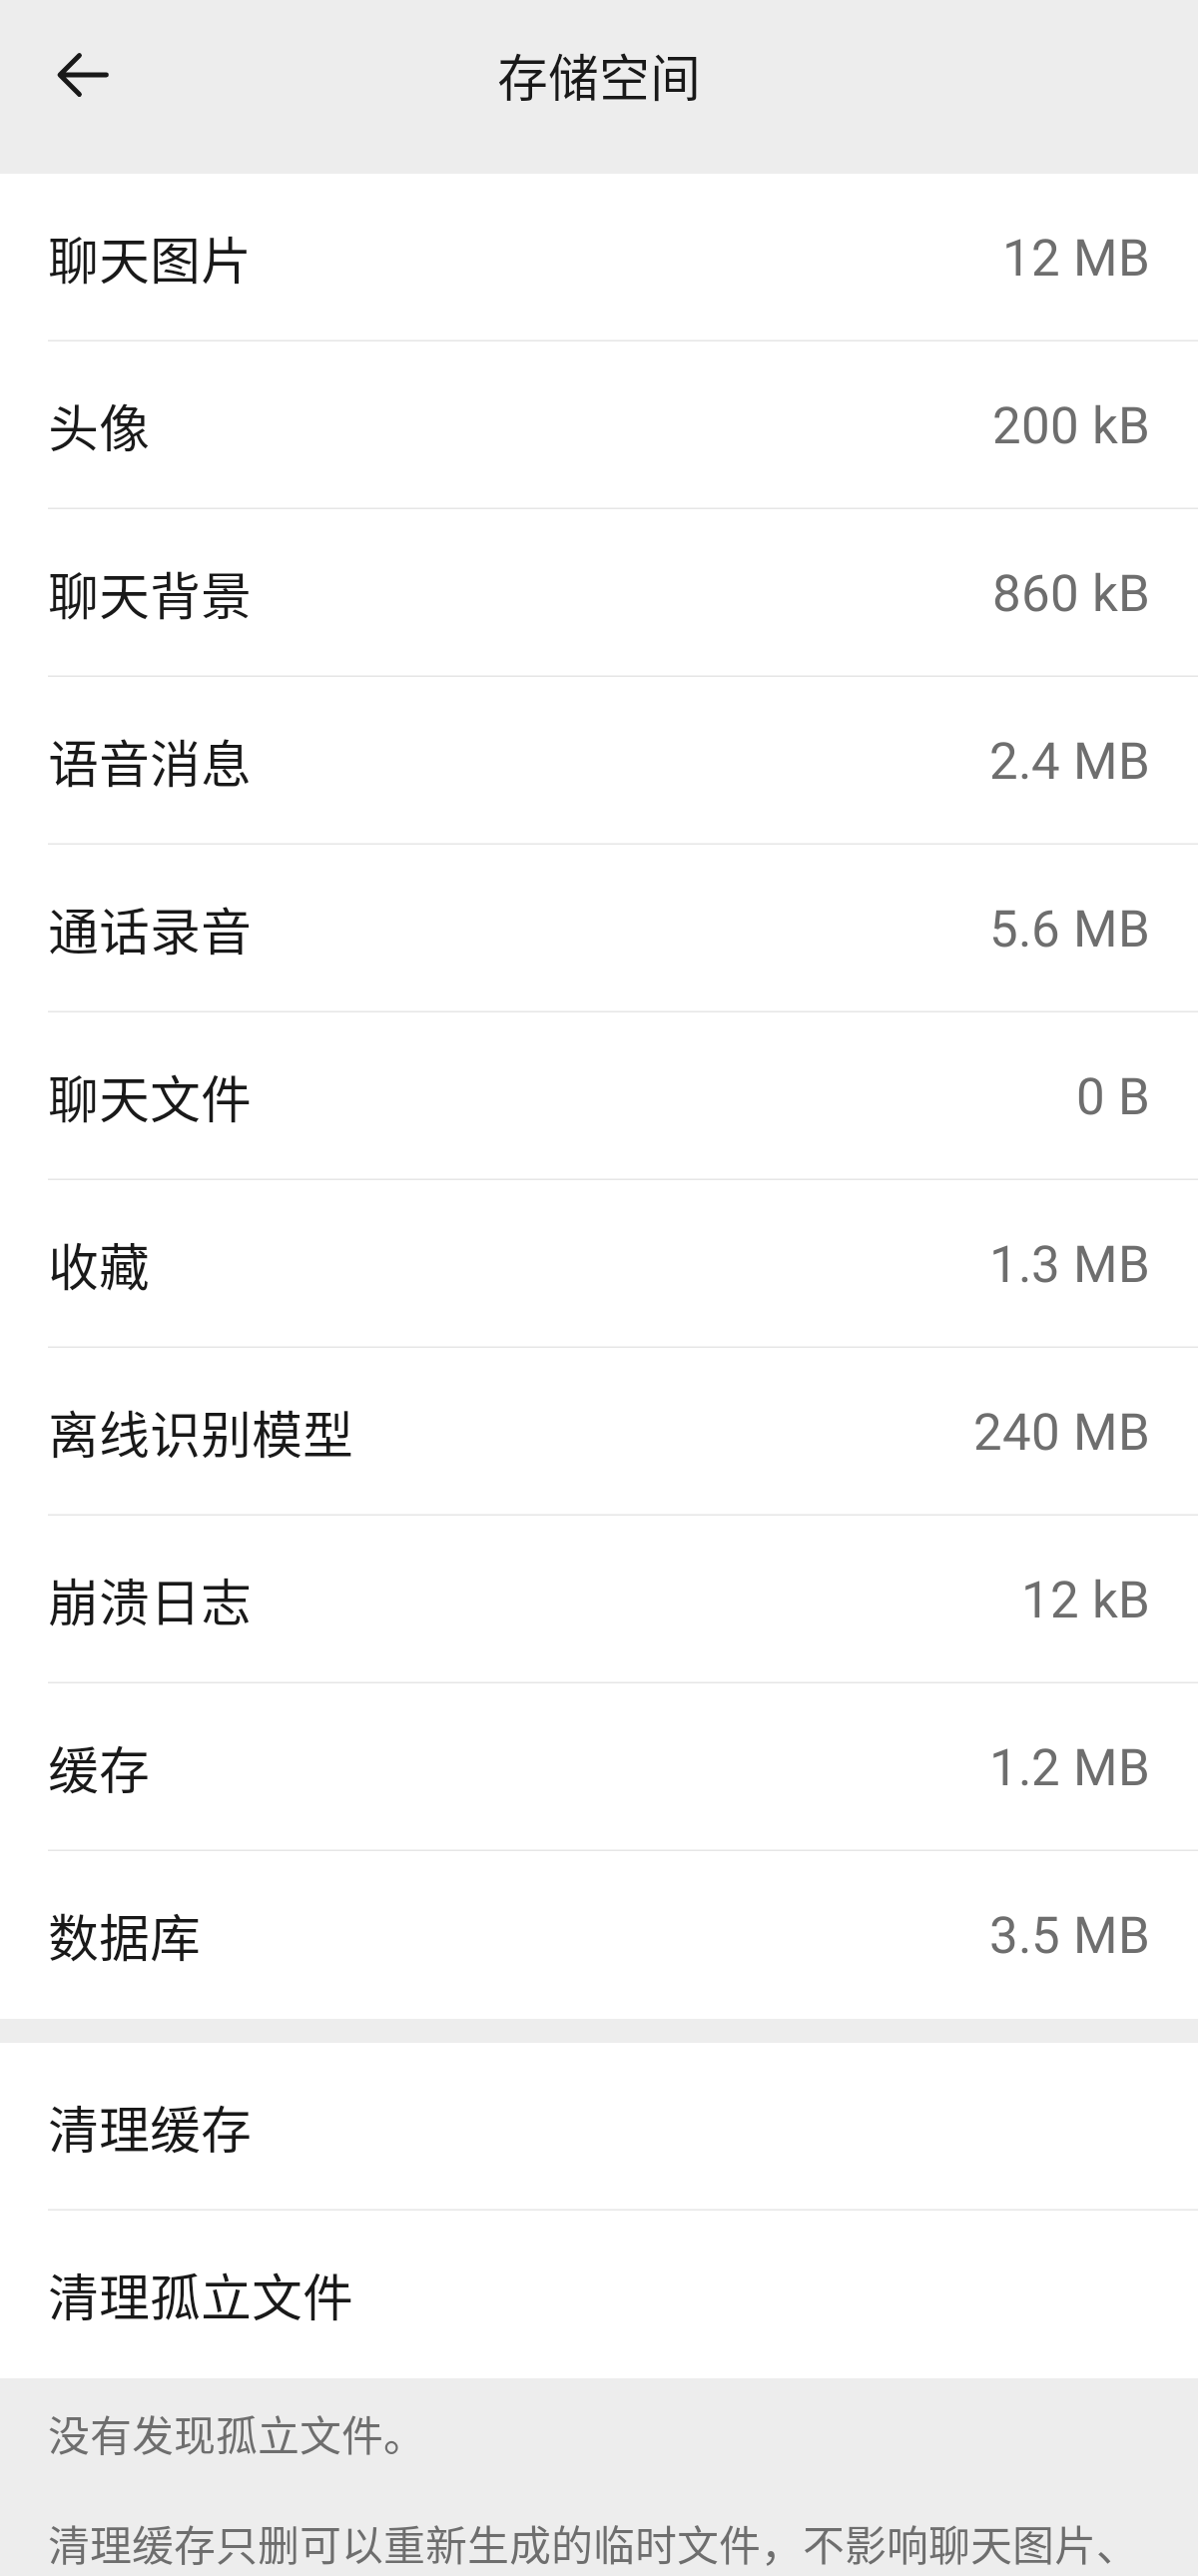 存储空间
聊天图片 12 MB
头像 200 kB
聊天背景 860 kB
语音消息 2.4 MB
通话录音 5.6 MB
聊天文件 0 B
收藏 1.3 MB
离线识别模型 240 MB
崩溃日志 12 kB
缓存 1.2 MB
数据库 3.5 MB
清理缓存
清理孤立文件
没有发现孤立文件。
清理缓存只删可以重新生成的临时文件，不影响聊天图片、